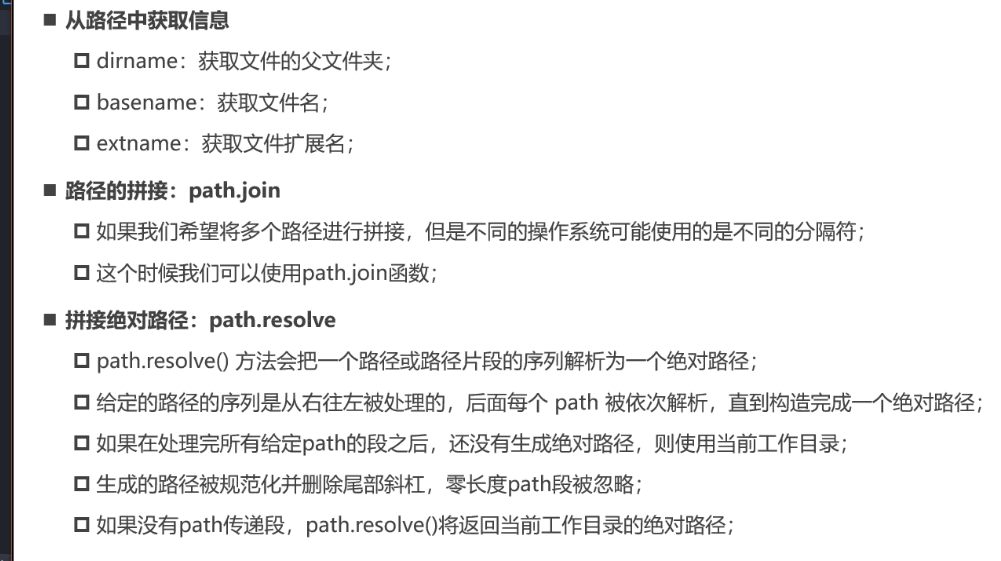 ■ 从路径中获取信息
dirname：获取文件的父文件夹；
basename：获取文件名；
extname：获取文件扩展名；
■ 路径的拼接：path.join
如果我们希望将多个路径进行拼接，但是不同的操作系统可能使用的是不同的分隔符；
这个时候我们可以使用path.join函数；
■ 拼接绝对路径：path.resolve
path.resolve() 方法会把一个路径或路径片段的序列解析为一个绝对路径；
给定的路径的序列是从右往左被处理的，后面每个 path 被依次解析，直到构造完成一个绝对路径；
如果在处理完所有给定path的段之后，还没有生成绝对路径，则使用当前工作目录；
生成的路径被规范化并删除尾部斜杠，零长度path段被忽略；
如果没有path传递段，path.resolve()将返回当前工作目录的绝对路径；